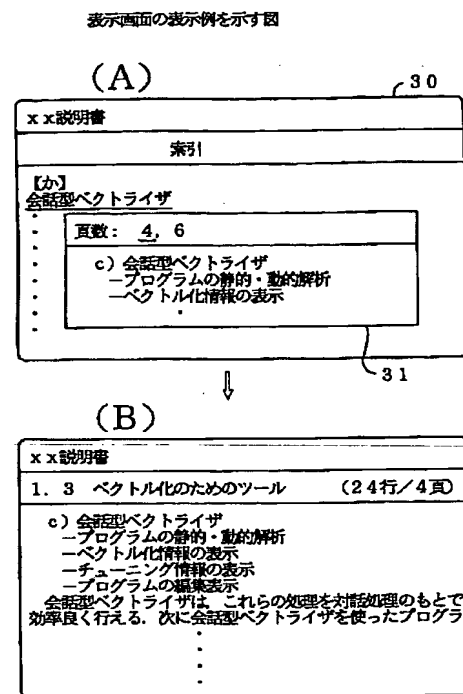 表示画面の表示例を示す図
(A)
30
xx説明書
索引
【か】
会話型ベクトライザ
頁数: 4, 6
c) 会話型ベクトライザ
—プログラムの静的・動的解析
—ベクトル化情報の表示
31
⇓
(B)
xx説明書
1. 3 ベクトル化のためのツール (24行/4頁)
c) 会話型ベクトライザ
—プログラムの静的・動的解析
—ベクトル化情報の表示
—チューニング情報の表示
—プログラムの編集表示
会話型ベクトライザは, これらの処理を対話処理のもとで
効率良く行える. 次に会話型ベクトライザを使ったプログラ